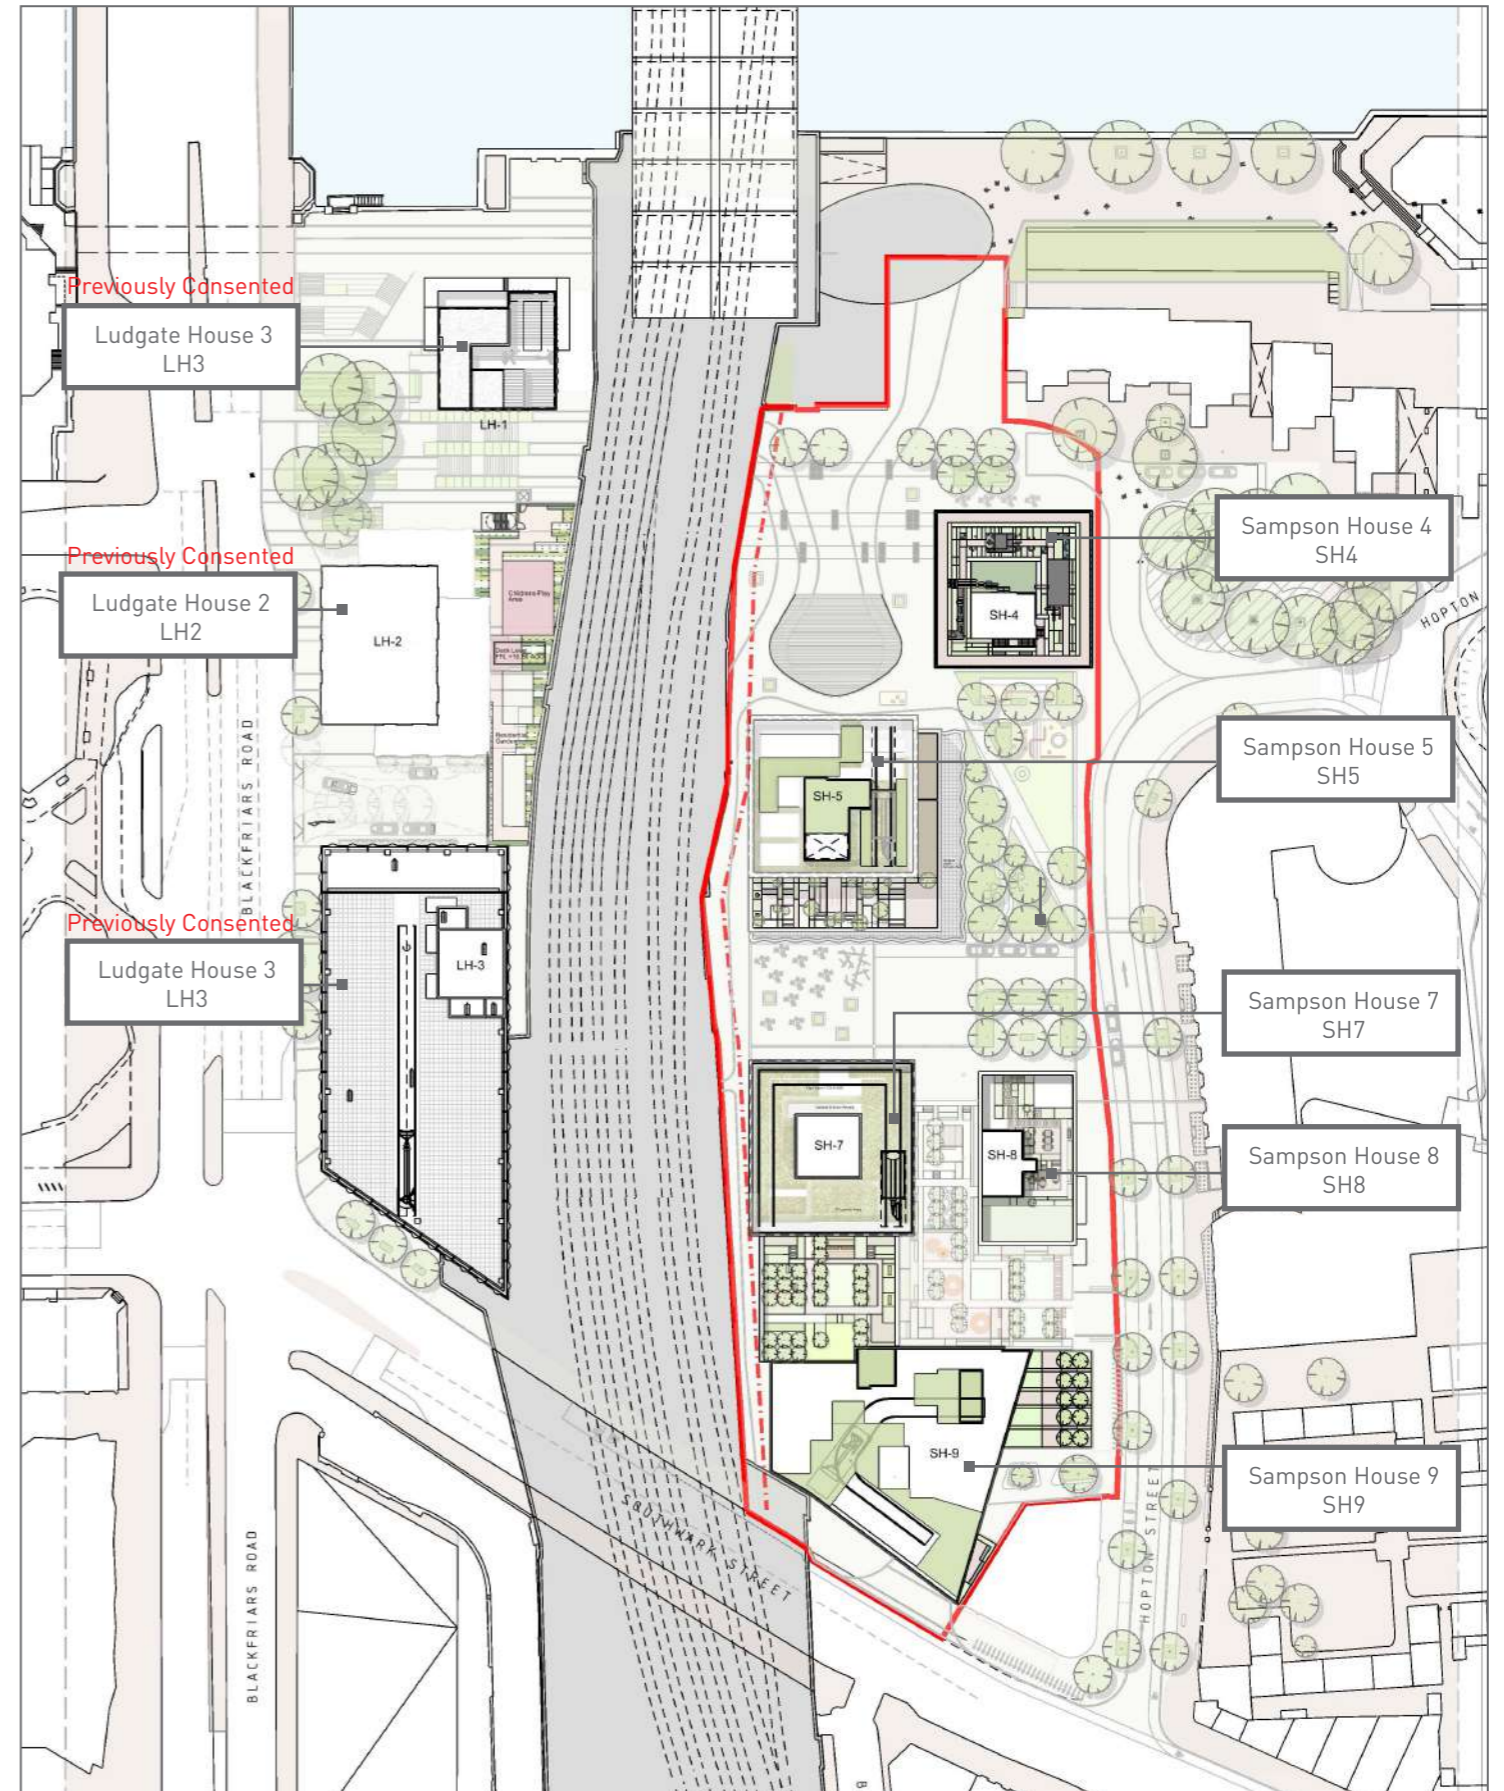 Previously Consented
Ludgate House 3
LH3
LH-1
Previously Consented
Ludgate House 2
LH2
LH-2
Childrens Play
Area
BLACKFRIARS ROAD
Previously Consented
Ludgate House 3
LH3
LH-3
Sampson House 4
SH4
SH-4
HOPTON
Sampson House 5
SH5
SH-5
Sampson House 7
SH7
SH-7
Sampson House 8
SH8
SH-8
Sampson House 9
SH9
SH-9
SOUTHWARK STREET
HOPTON STREET
BLACKFRIARS ROAD
B